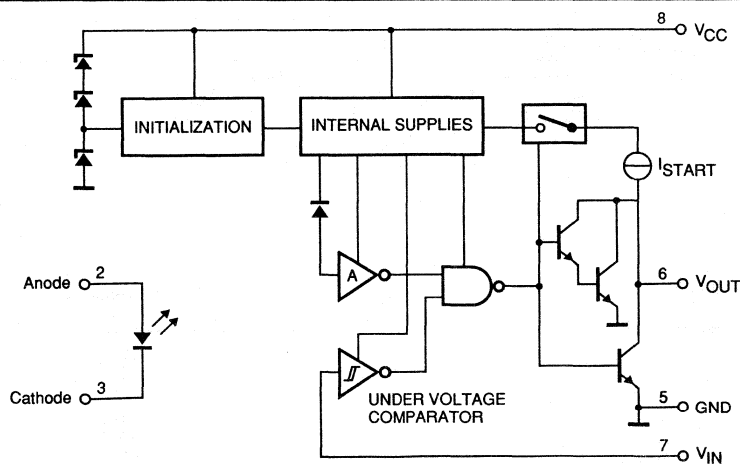 8 VCC
INITIALIZATION
INTERNAL SUPPLIES
ISTART
A
2
Anode
6 VOUT
3
Cathode
UNDER VOLTAGE
COMPARATOR
5 GND
7 VIN